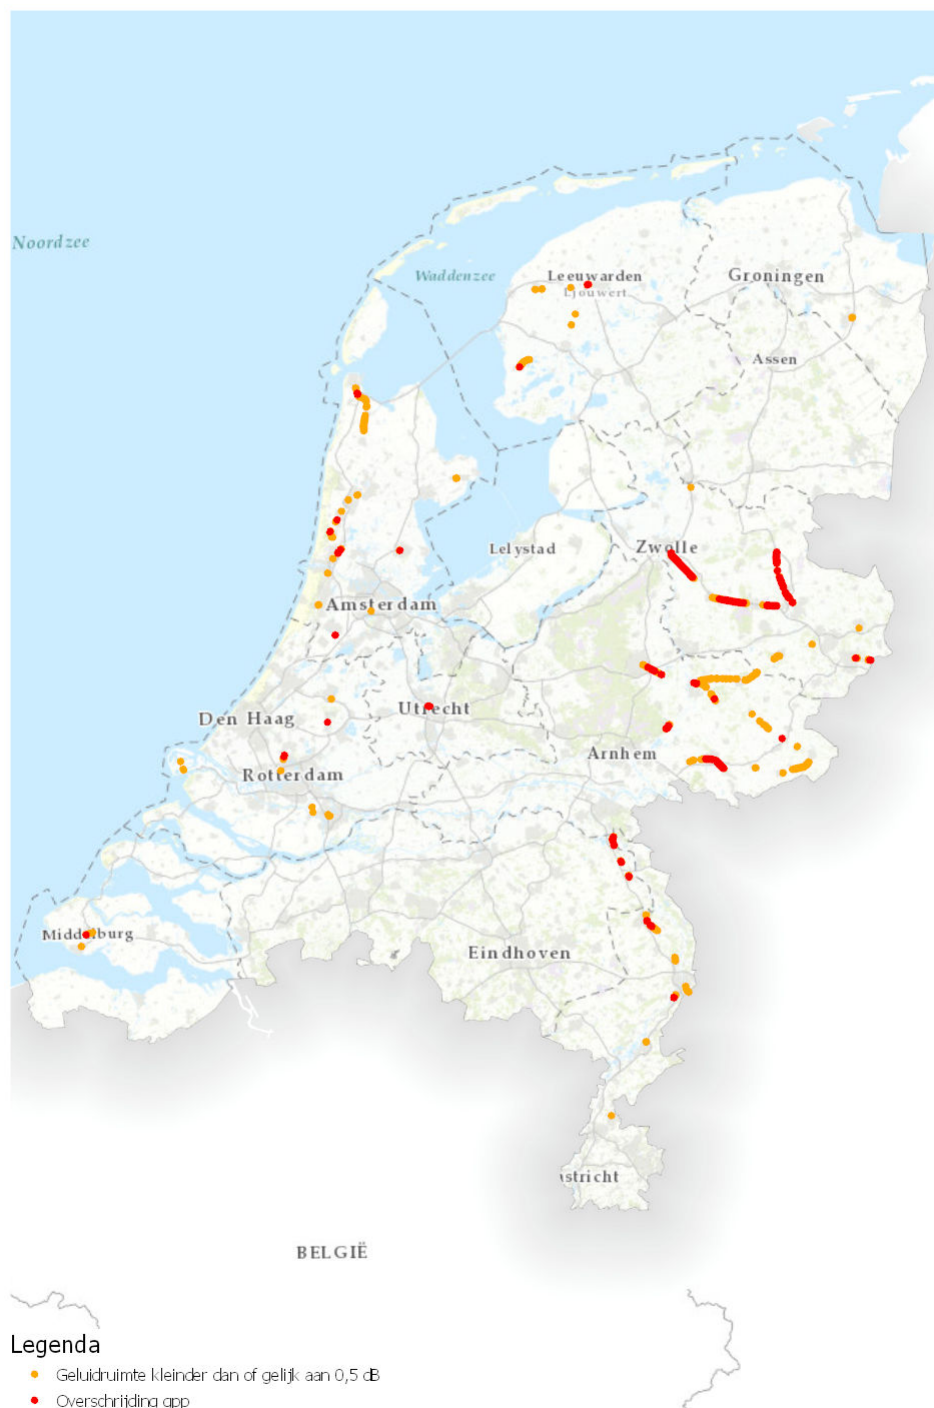 Noordzee
Waddenzee
Leeuwarden
Ljouwert
Groningen
Assen
Zwolle
Lelystad
Amsterdam
Den Haag
Utrecht
Arnhem
Rotterdam
Middelburg
Eindhoven
astricht
BELGIË
Legenda
Geluidruimte kleinder dan of gelijk aan 0,5 dB
Overschrijding gpp